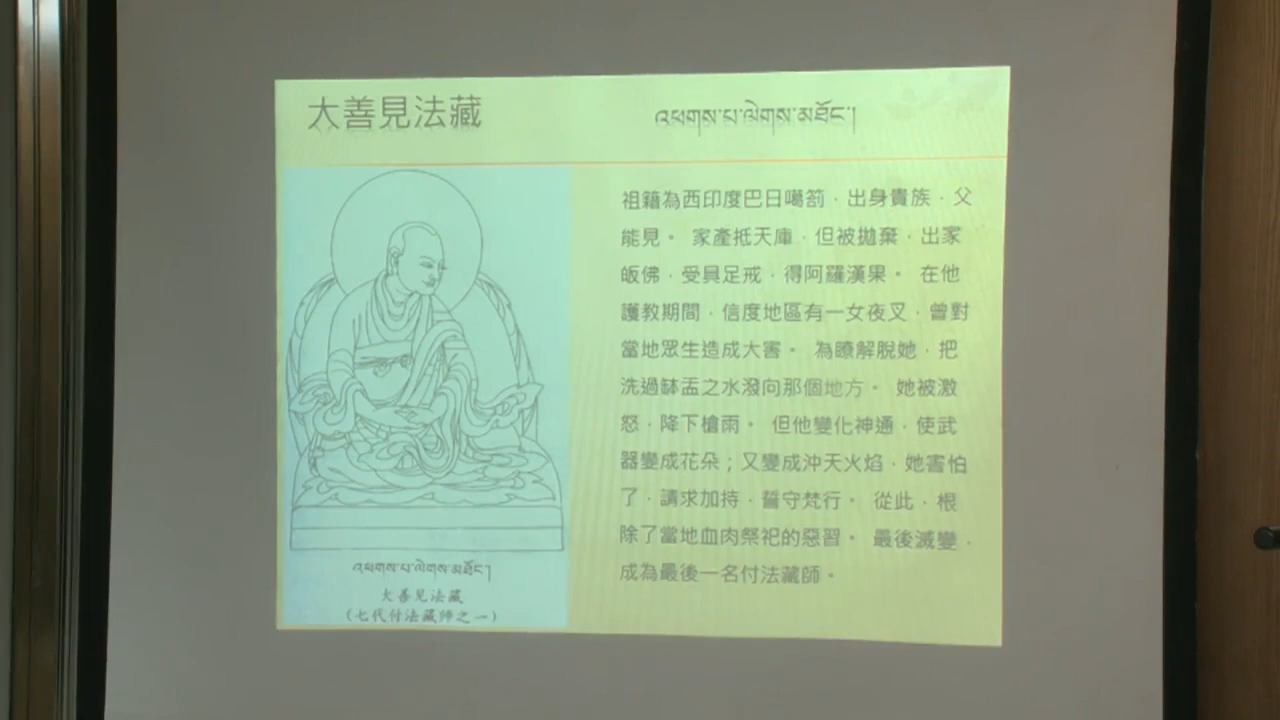 大善見法藏
འཕགས་པ་ལེགས་མཐོང་།
祖籍為西印度巴日噶箚，出身貴族，父
能見。 家產抵天庫，但被拋棄，出家
皈佛，受具足戒，得阿羅漢果。 在他
護教期間，信度地區有一女夜叉，曾對
當地眾生造成大害。 為瞭解脫她，把
洗過缽盂之水潑向那個地方。 她被激
怒，降下槍雨。 但他變化神通，使武
器變成花朵；又變成沖天火焰，她害怕
了，請求加持，誓守梵行。 從此，根
除了當地血肉祭祀的惡習。 最後滅變，
成為最後一名付法藏師。
འཕགས་པ་ལེགས་མཐོང་།
大善見法藏
(七代付法藏師之一)